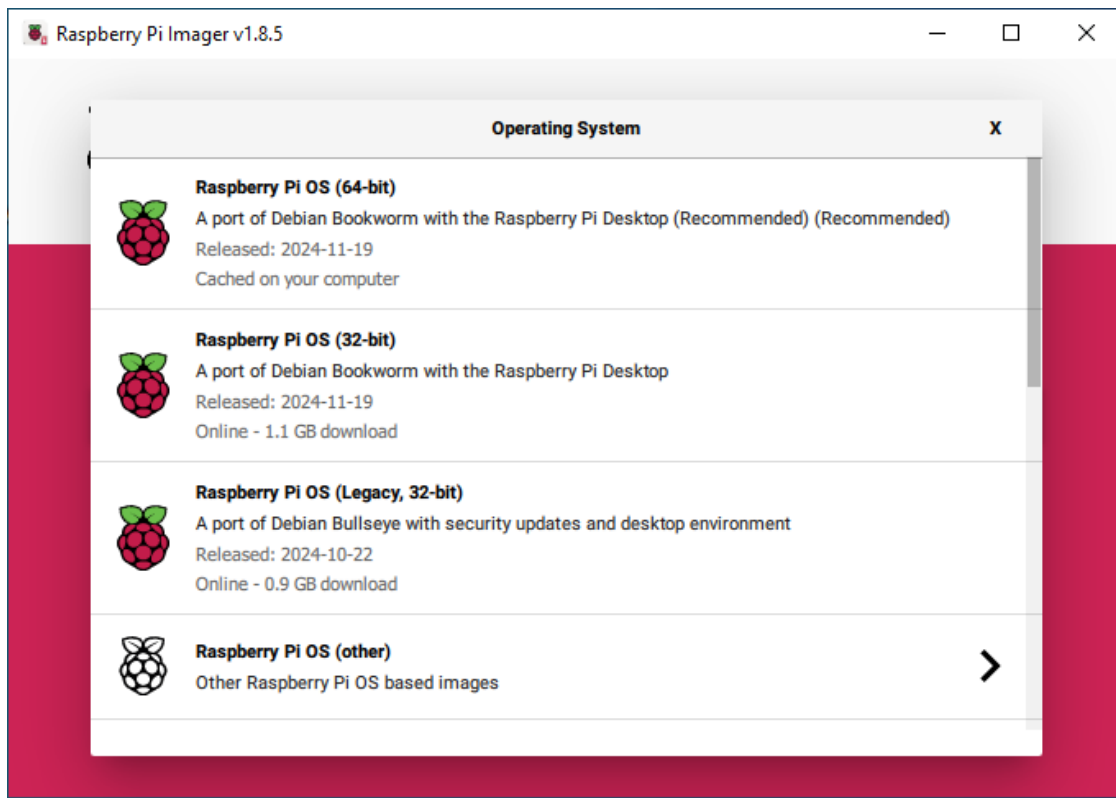 Raspberry Pi Imager v1.8.5
Operating System
X
Raspberry Pi OS (64-bit)
A port of Debian Bookworm with the Raspberry Pi Desktop (Recommended) (Recommended)
Released: 2024-11-19
Cached on your computer
Raspberry Pi OS (32-bit)
A port of Debian Bookworm with the Raspberry Pi Desktop
Released: 2024-11-19
Online - 1.1 GB download
Raspberry Pi OS (Legacy, 32-bit)
A port of Debian Bullseye with security updates and desktop environment
Released: 2024-10-22
Online - 0.9 GB download
Raspberry Pi OS (other)
Other Raspberry Pi OS based images